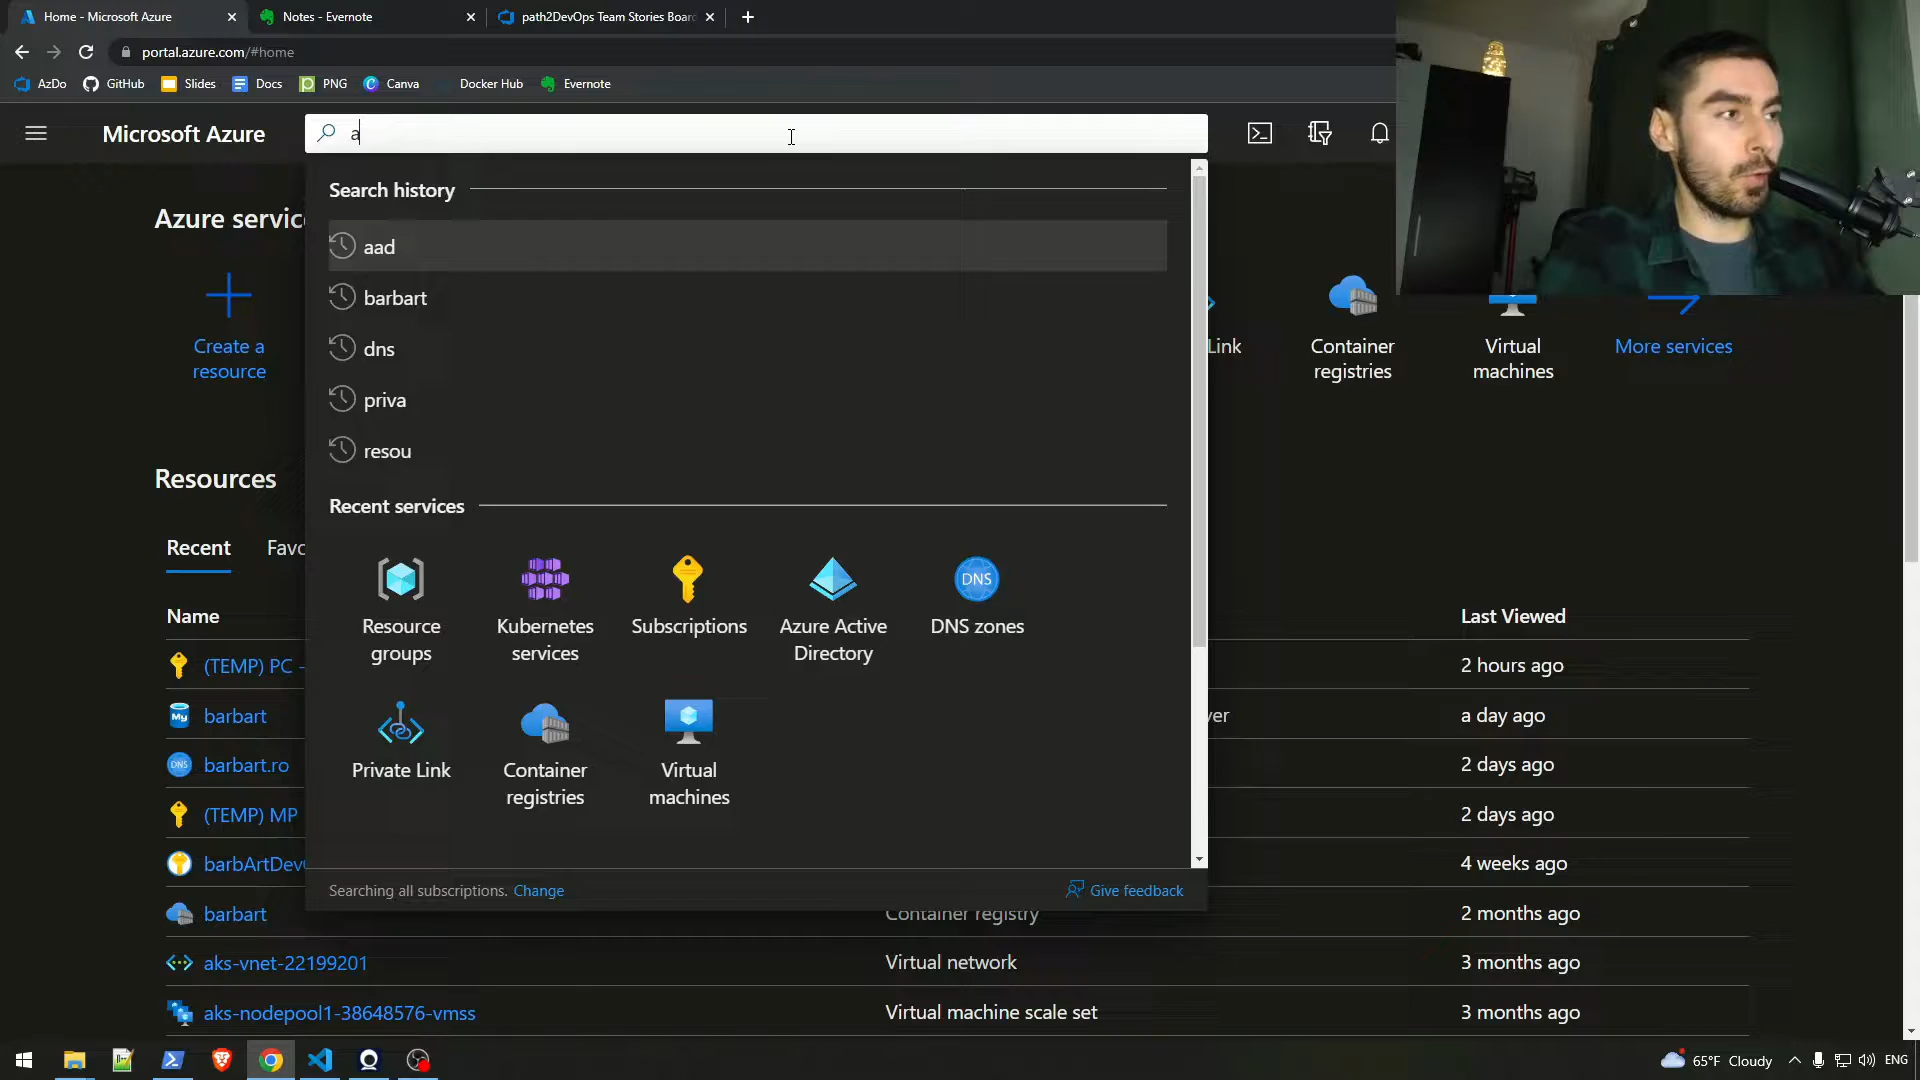 Home - Microsoft Azure
Notes - Evernote
path2DevOps Team Stories Boar
portal.azure.com/#home
AzDo
GitHub
Slides
Docs
PNG
Canva
Docker Hub
Evernote
Microsoft Azure
a
Search history
aad
barbart
dns
priva
resou
Recent services
Resource groups
Kubernetes services
Subscriptions
Azure Active Directory
DNS
DNS zones
Private Link
Container registries
Virtual machines
Searching all subscriptions. Change
Give feedback
Azure servic
Create a resource
Link
Container registries
Virtual machines
More services
Resources
Recent
Favo
Name
Last Viewed
(TEMP) PC -
2 hours ago
My
barbart
ver
a day ago
DNS
barbart.ro
2 days ago
(TEMP) MP
2 days ago
barbArtDev
4 weeks ago
barbart
Container registry
2 months ago
aks-vnet-22199201
Virtual network
3 months ago
aks-nodepool1-38648576-vmss
Virtual machine scale set
3 months ago
65°F Cloudy
ENG